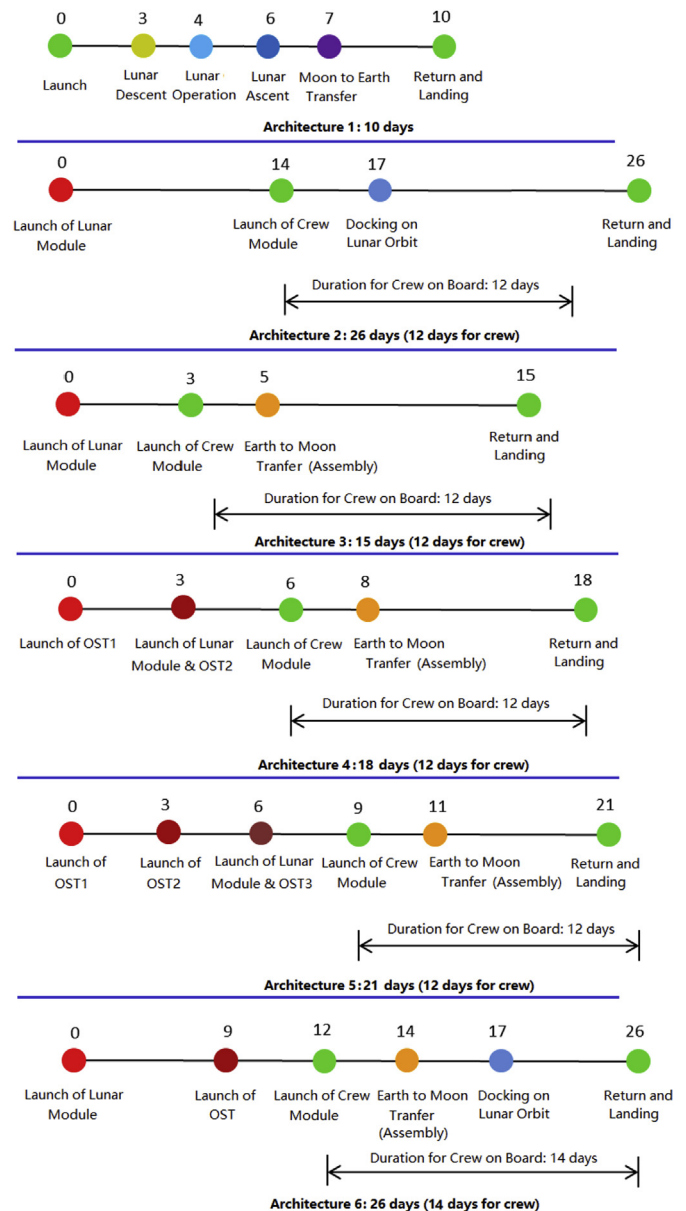 0 3 4 6 7 10
Launch Lunar Lunar Lunar Moon to Earth Return and
Descent Operation Ascent Transfer Landing
Architecture 1: 10 days
0 14 17 26
Launch of Lunar Launch of Crew Docking on Return and
Module Module Lunar Orbit Landing
Duration for Crew on Board: 12 days
Architecture 2: 26 days (12 days for crew)
0 3 5 15
Launch of Lunar Launch of Crew Earth to Moon Return and
Module Module Tranfer (Assembly) Landing
Duration for Crew on Board: 12 days
Architecture 3: 15 days (12 days for crew)
0 3 6 8 18
Launch of OST1 Launch of Lunar Launch of Crew Earth to Moon Return and
Module & OST2 Module Tranfer (Assembly) Landing
Duration for Crew on Board: 12 days
Architecture 4: 18 days (12 days for crew)
0 3 6 9 11 21
Launch of Launch of Launch of Lunar Launch of Crew Earth to Moon Return and
OST1 OST2 Module & OST3 Module Tranfer (Assembly) Landing
Duration for Crew on Board: 12 days
Architecture 5: 21 days (12 days for crew)
0 9 12 14 17 26
Launch of Lunar Launch of Launch of Crew Earth to Moon Docking on Return and
Module OST Module Tranfer Lunar Orbit Landing
(Assembly)
Duration for Crew on Board: 14 days
Architecture 6: 26 days (14 days for crew)